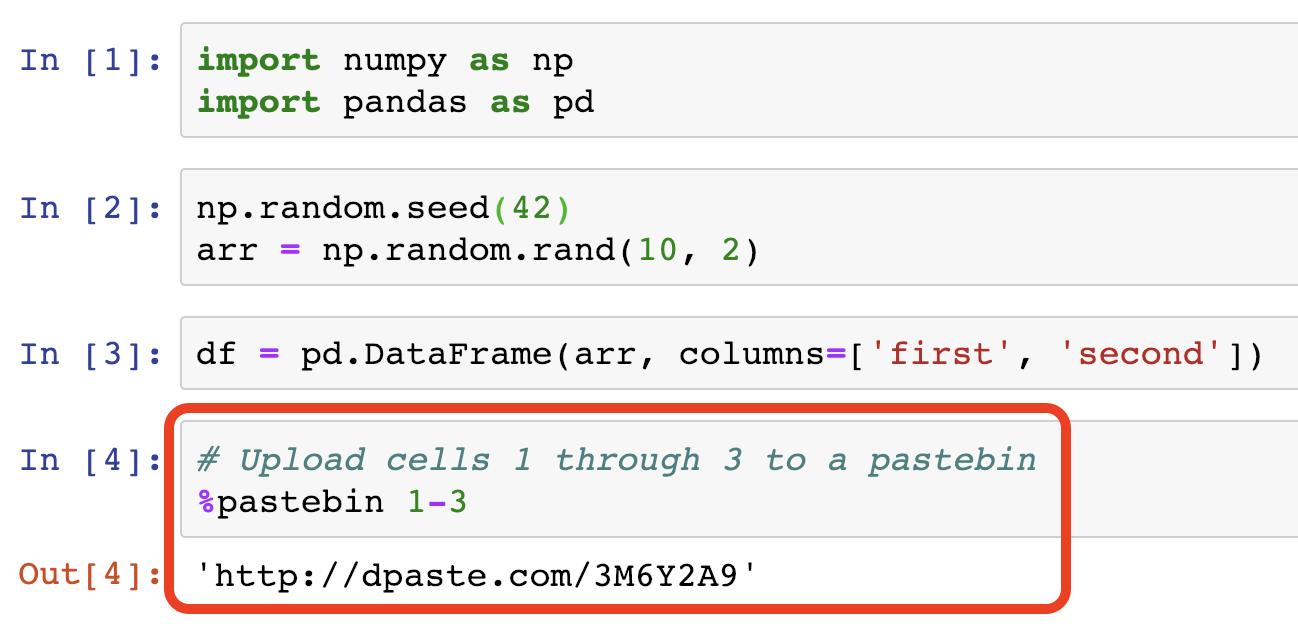 In [1]: import numpy as np
import pandas as pd
In [2]: np.random.seed(42)
arr = np.random.rand(10, 2)
In [3]: df = pd.DataFrame(arr, columns=['first', 'second'])
In [4]: # Upload cells 1 through 3 to a pastebin
%pastebin 1-3
Out[4]: 'http://dpaste.com/3M6Y2A9'